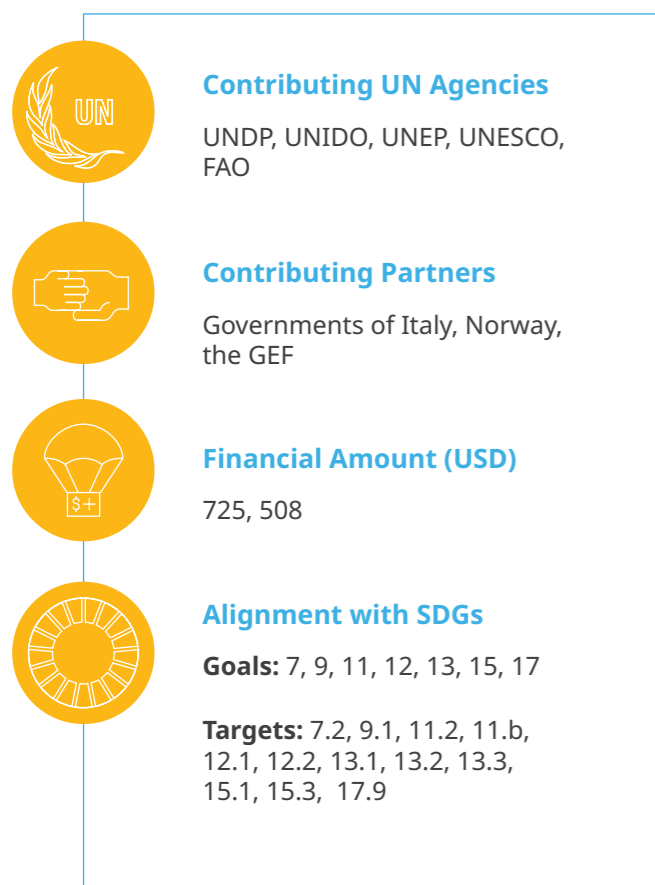 UN
Contributing UN Agencies
UNDP, UNIDO, UNEP, UNESCO,
FAO
Contributing Partners
Governments of Italy, Norway,
the GEF
$+
Financial Amount (USD)
725, 508
Alignment with SDGs
Goals: 7, 9, 11, 12, 13, 15, 17
Targets: 7.2, 9.1, 11.2, 11.b,
12.1, 12.2, 13.1, 13.2, 13.3,
15.1, 15.3,  17.9